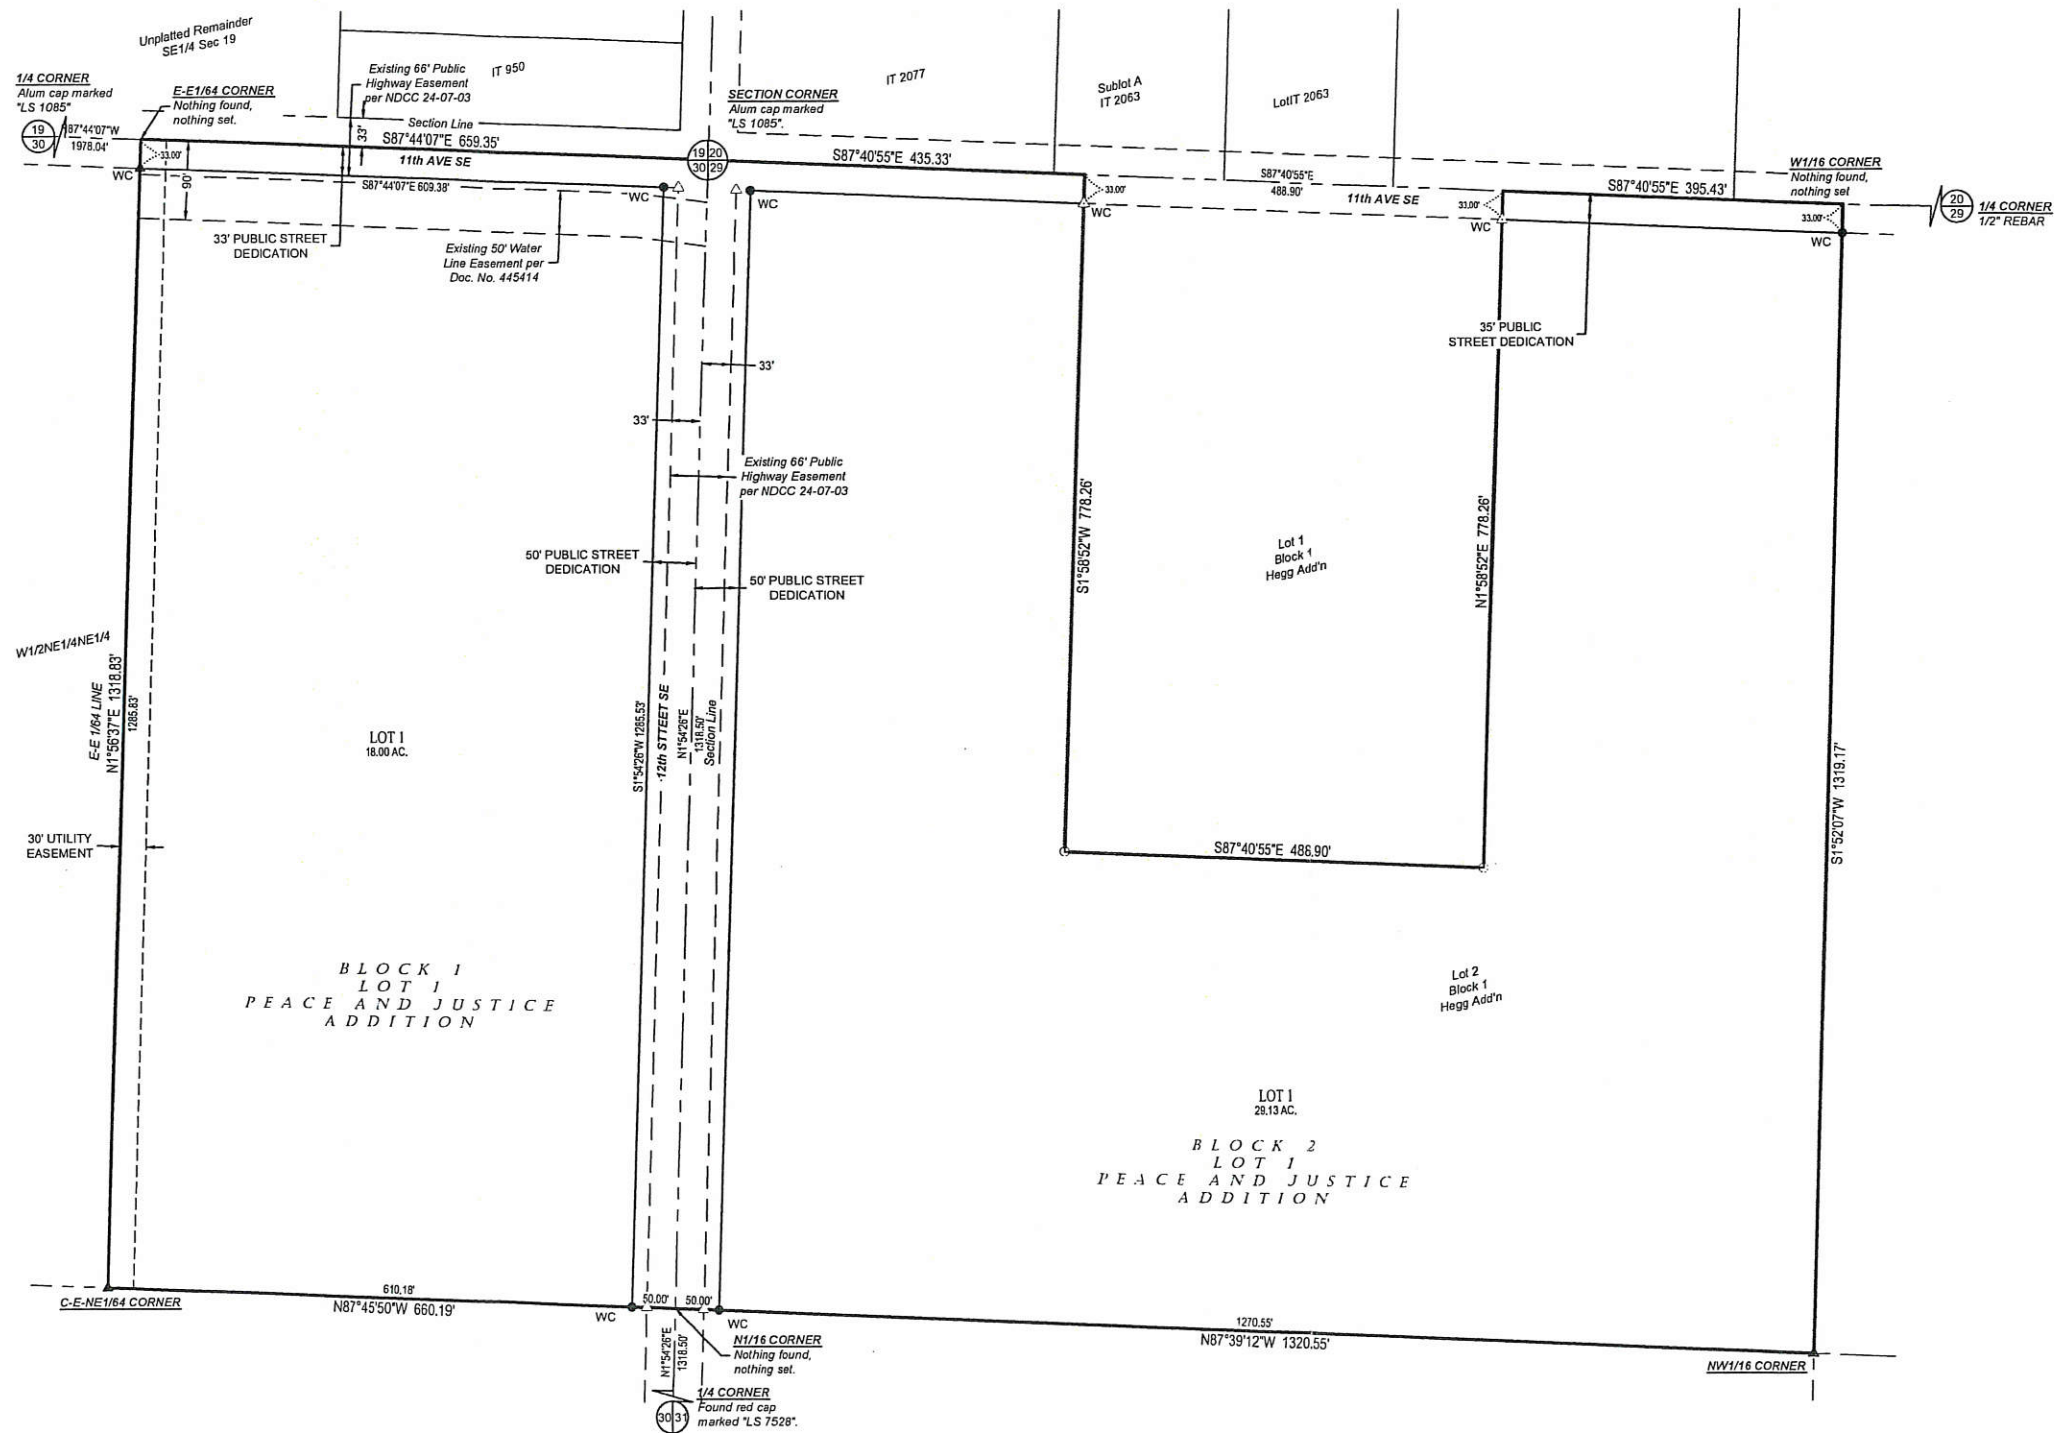 Unplatted Remainder
SE1/4 Sec 19
1/4 CORNER
Alum cap marked
"LS 1085"
19
30
87°44'07"W
1978.04'
E-E1/64 CORNER
Nothing found,
nothing set.
Existing 66' Public
Highway Easement
per NDCC 24-07-03
IT 950
Section Line
33'
S87°44'07"E 659.35'
11th AVE SE
33.00'
WC
90'
S87°44'07"E 609.38'
WC
33' PUBLIC STREET
DEDICATION
Existing 50' Water
Line Easement per
Doc. No. 445414
SECTION CORNER
Alum cap marked
"LS 1085".
19 20
30 29
IT 2077
Sublot A
IT 2063
LotIT 2063
S87°40'55"E 435.33'
WC
33.00'
WC
S87°40'55"E
488.90'
11th AVE SE
33.00'
WC
S87°40'55"E 395.43'
W1/16 CORNER
Nothing found,
nothing set
33.00'
WC
20
29
1/4 CORNER
1/2" REBAR
35' PUBLIC
STREET DEDICATION
33'
33'
Existing 66' Public
Highway Easement
per NDCC 24-07-03
50' PUBLIC STREET
DEDICATION
50' PUBLIC STREET
DEDICATION
S1°58'52"W 778.26'
Lot 1
Block 1
Hegg Add'n
N1°58'52"E 778.26'
S87°40'55"E 486.90'
W1/2NE1/4NE1/4
E-E 1/64 LINE
N1°56'37"E 1318.83'
1285.83'
30' UTILITY
EASEMENT
LOT 1
18.00 AC.
S1°54'26"W 1285.53'
12th STTEET SE
N1°54'26"E
1318.50'
Section Line
S1°52'07"W 1319.17'
BLOCK 1
LOT 1
PEACE AND JUSTICE
ADDITION
Lot 2
Block 1
Hegg Add'n
LOT 1
29.13 AC.
BLOCK 2
LOT 1
PEACE AND JUSTICE
ADDITION
C-E-NE1/64 CORNER
610.18'
N87°45'50"W 660.19'
WC
50.00'
50.00'
WC
N1/16 CORNER
Nothing found,
nothing set.
N1°54'26"E
1318.50'
1/4 CORNER
Found red cap
marked "LS 7528".
30 31
1270.55'
N87°39'12"W 1320.55'
NW1/16 CORNER